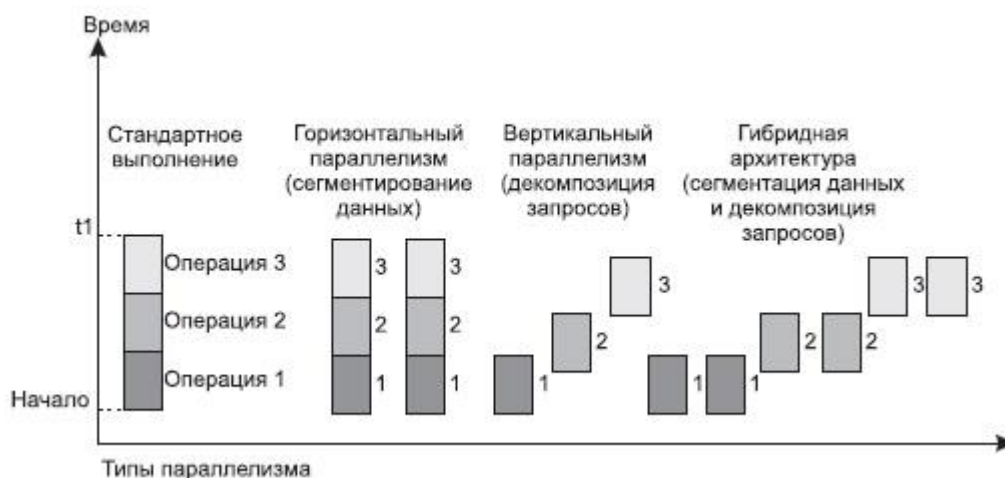 Время
Стандартное
выполнение
Горизонтальный
параллелизм
(сегментирование
данных)
Вертикальный
параллелизм
(декомпозиция
запросов)
Гибридная
архитектура
(сегментация данных
и декомпозиция
запросов)
t1
Операция 3
3
3
3
3
3
Операция 2
2
2
2
2
2
Операция 1
1
1
1
1
1
Начало
Типы параллелизма